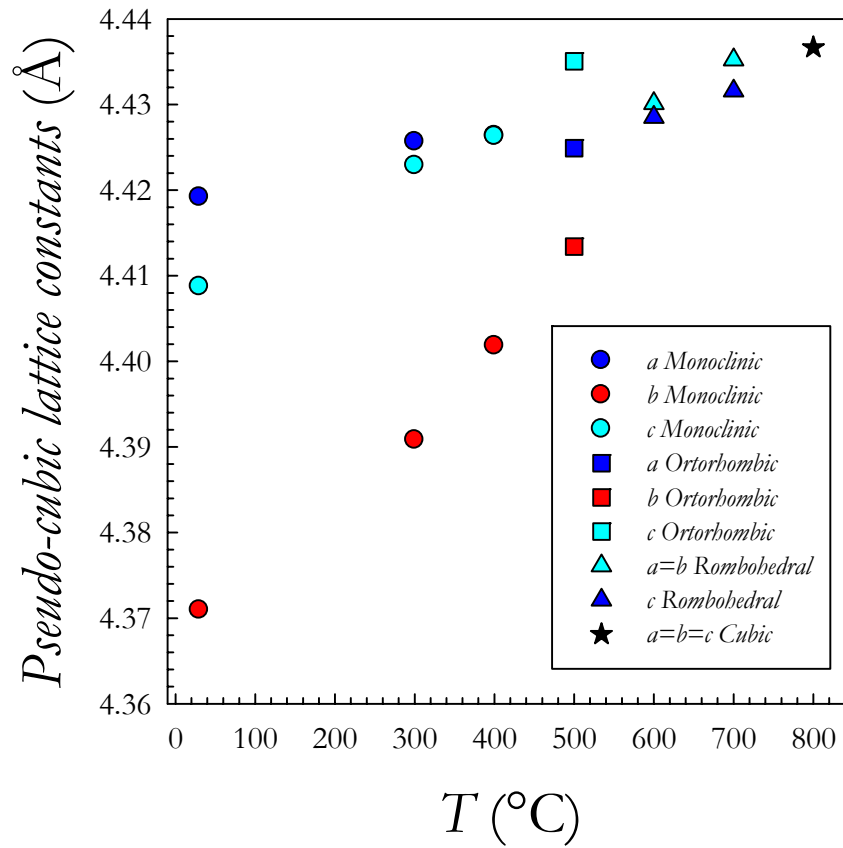 Pseudo-cubic lattice constants (Å)
4.44
4.43
4.42
4.41
4.40
4.39
4.38
4.37
4.36
a Monoclinic
b Monoclinic
c Monoclinic
a Ortorhombic
b Ortorhombic
c Ortorhombic
a=b Rombohedral
c Rombohedral
a=b=c Cubic
0 100 200 300 400 500 600 700 800
T (°C)